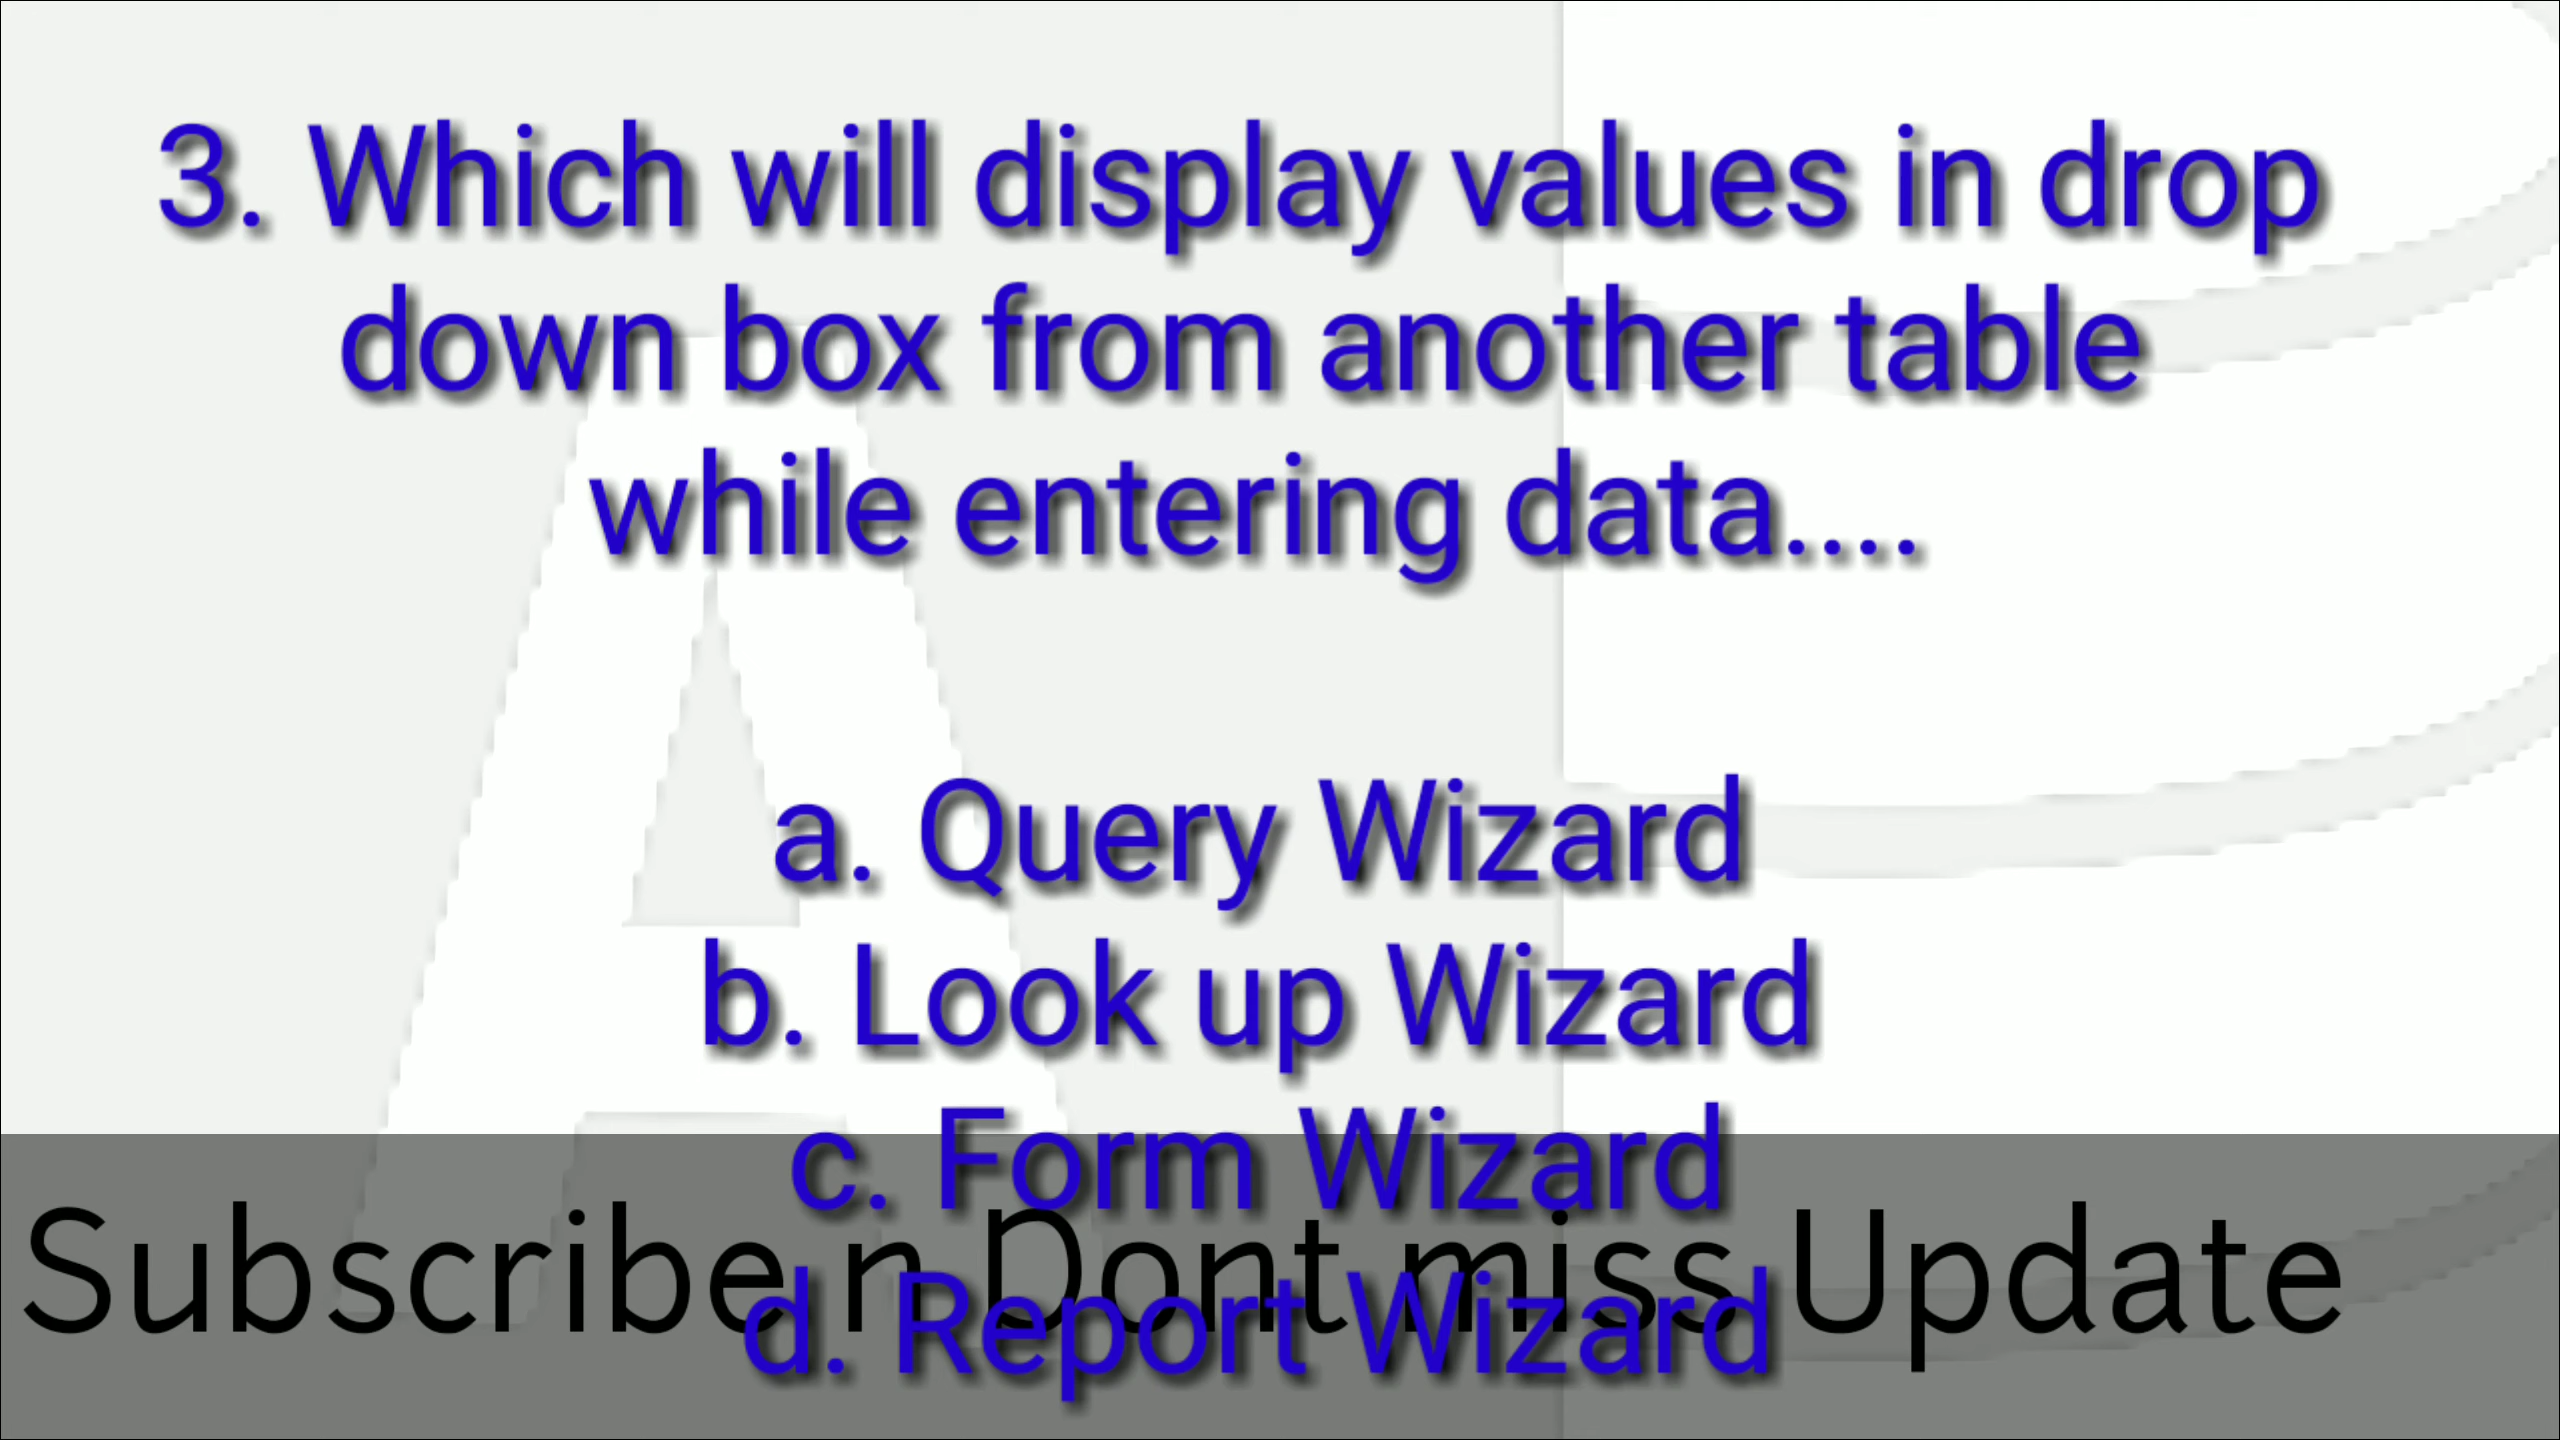 3. Which will display values in drop
down box from another table
while entering data....
a. Query Wizard
b. Look up Wizard
c. Form Wizard
Subscribe n Dont miss Update
d. Report Wizard